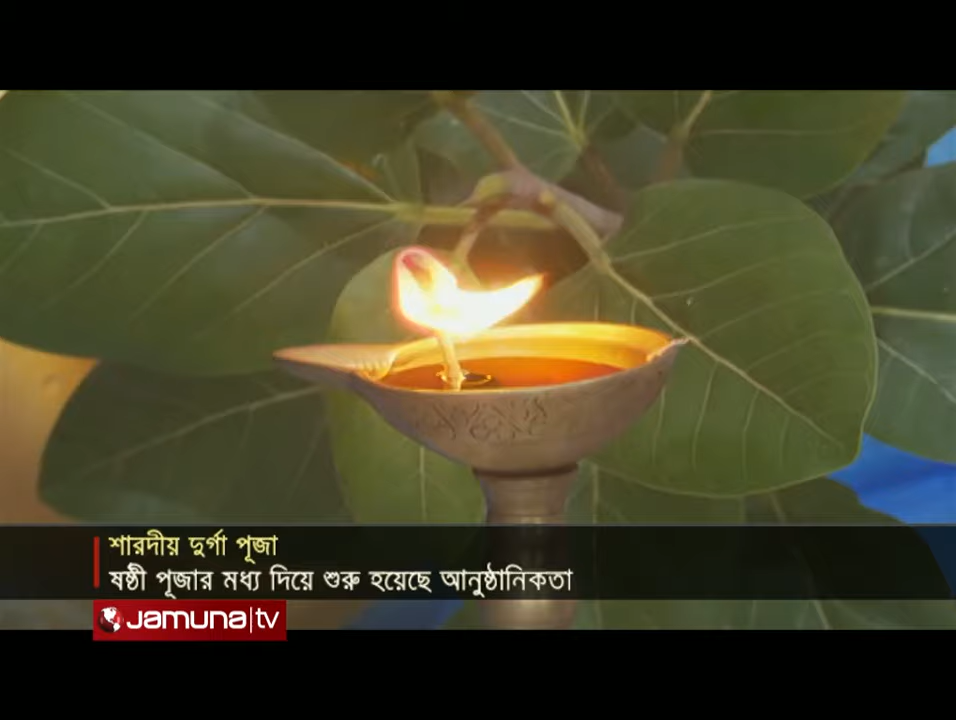 শারদীয় দুর্গা পূজা
ষষ্ঠী পূজার মধ্য দিয়ে শুরু হয়েছে আনুষ্ঠানিকতা
Jamuna|tv